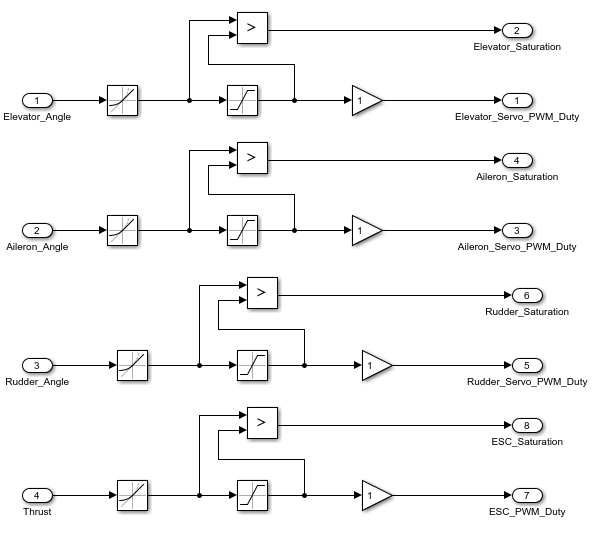 >
2
Elevator_Saturation
1
Elevator_Angle
1
1
Elevator_Servo_PWM_Duty
>
4
Aileron_Saturation
2
Aileron_Angle
1
3
Aileron_Servo_PWM_Duty
>
6
Rudder_Saturation
3
Rudder_Angle
1
5
Rudder_Servo_PWM_Duty
>
8
ESC_Saturation
4
Thrust
1
7
ESC_PWM_Duty